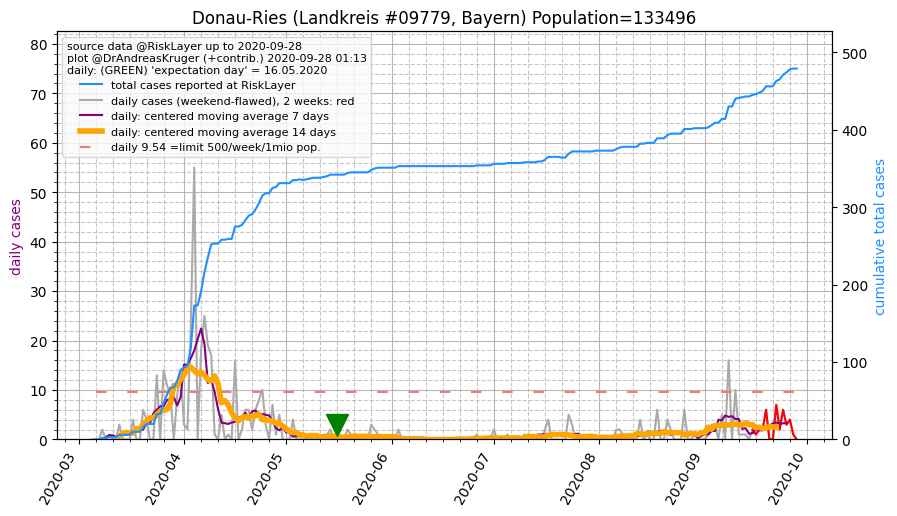 Donau-Ries (Landkreis #09779, Bayern) Population=133496
source data @RiskLayer up to 2020-09-28
plot @DrAndreasKruger (+contrib.) 2020-09-28 01:13
daily: (GREEN) 'expectation day' = 16.05.2020
total cases reported at RiskLayer
daily cases (weekend-flawed), 2 weeks: red
daily: centered moving average 7 days
daily: centered moving average 14 days
daily 9.54 =limit 500/week/1mio pop.
daily cases
80
70
60
50
40
30
20
10
0
cumulative total cases
500
400
300
200
100
0
2020-03
2020-04
2020-05
2020-06
2020-07
2020-08
2020-09
2020-10